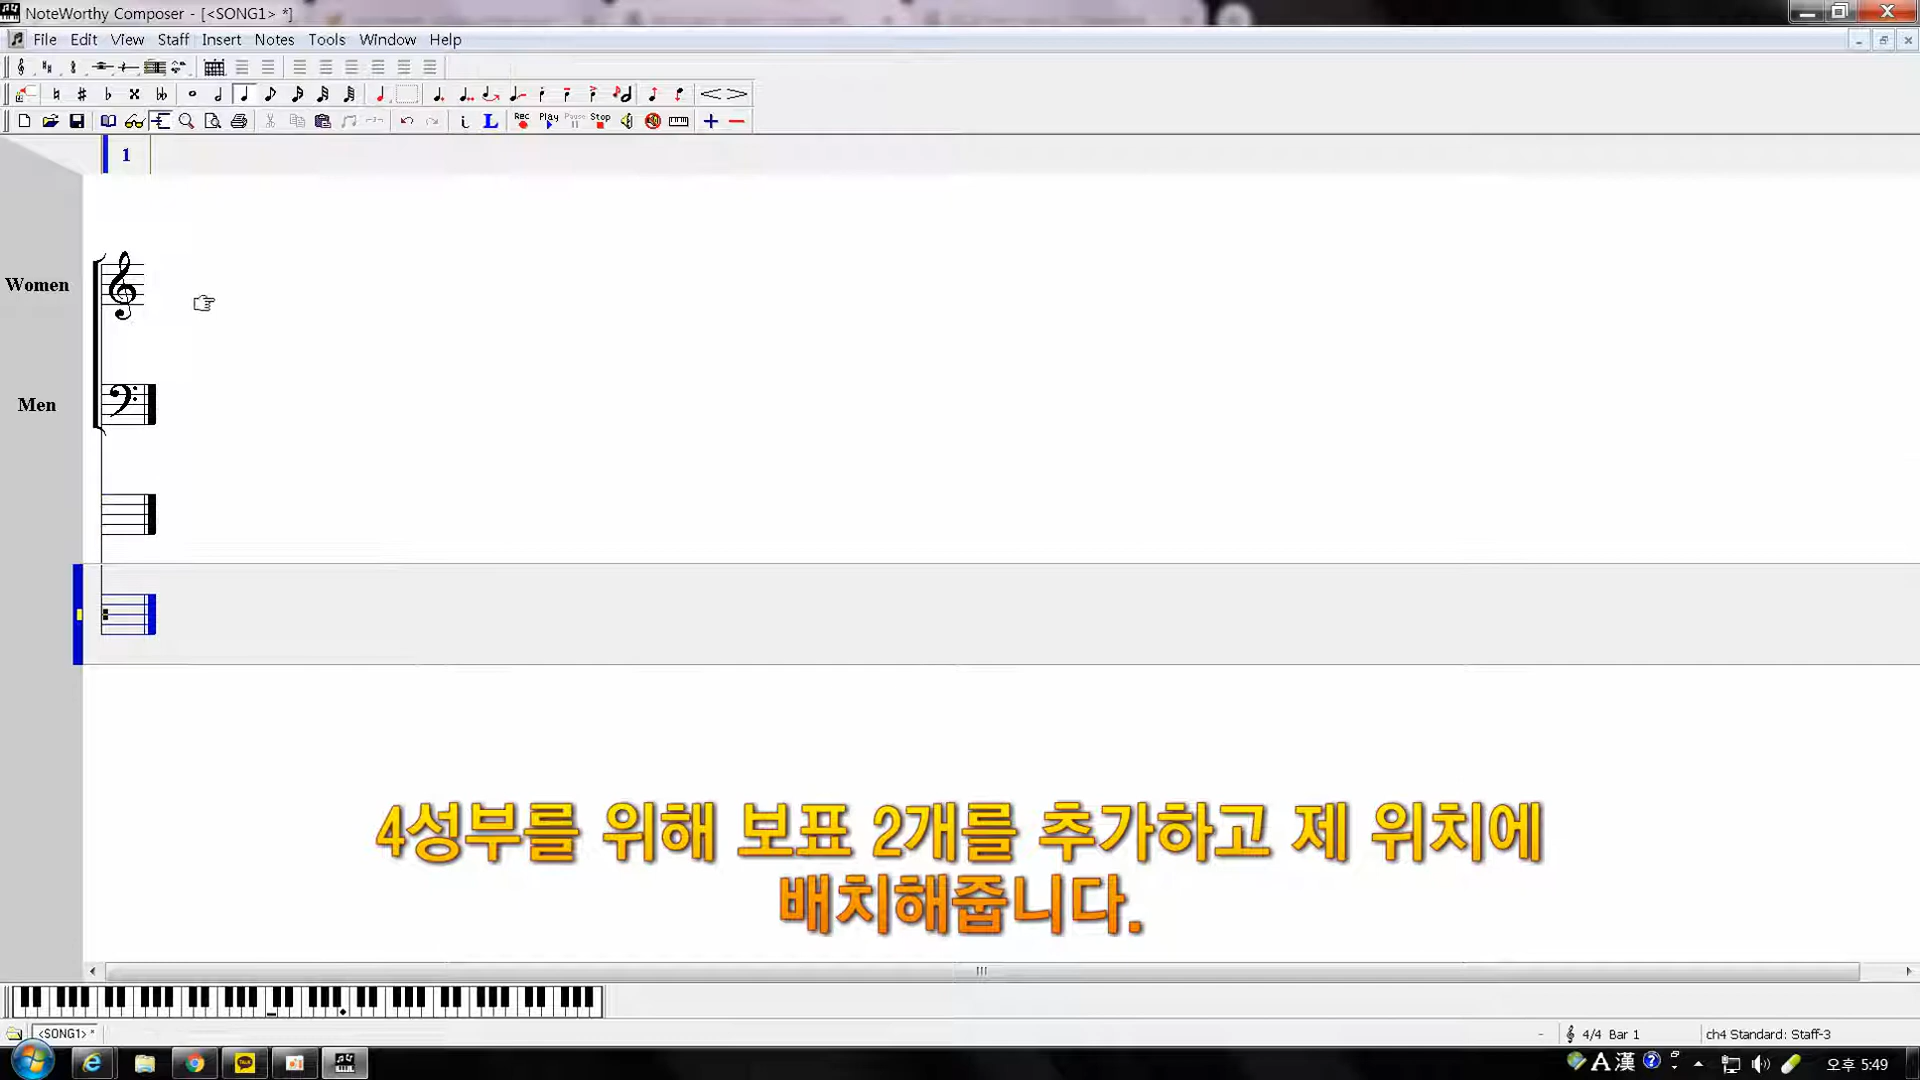 NoteWorthy Composer - [<SONG1> *]
File Edit View Staff Insert Notes Tools Window Help
REC Play Pause Stop
1
Women
Men
4성부를 위해 보표 2개를 추가하고 제 위치에
배치해줍니다.
<SONG1> *
- 4/4 Bar 1 ch4 Standard: Staff-3
TALK A 漢 오후 5:49